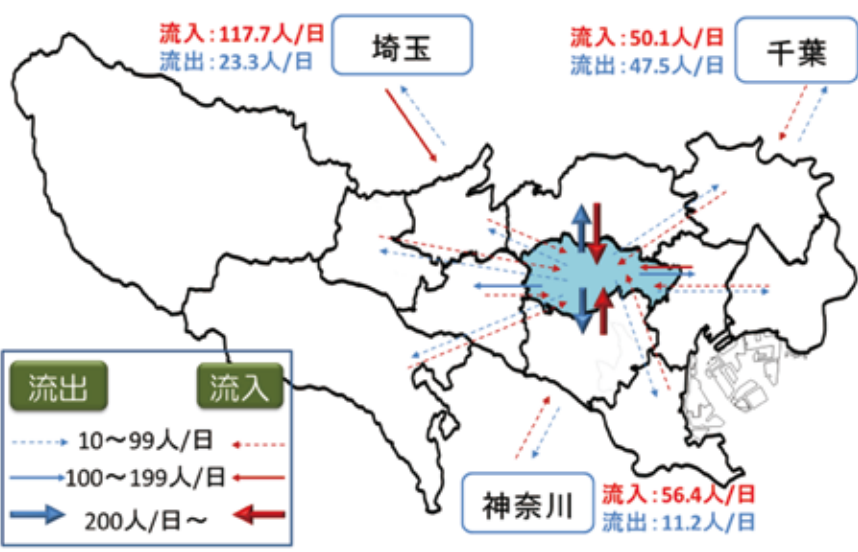 流入:117.7人/日
流出:23.3人/日
埼玉
流入:50.1人/日
流出:47.5人/日
千葉
流出
流入
10〜99人/日
100〜199人/日
200人/日〜
神奈川
流入:56.4人/日
流出:11.2人/日